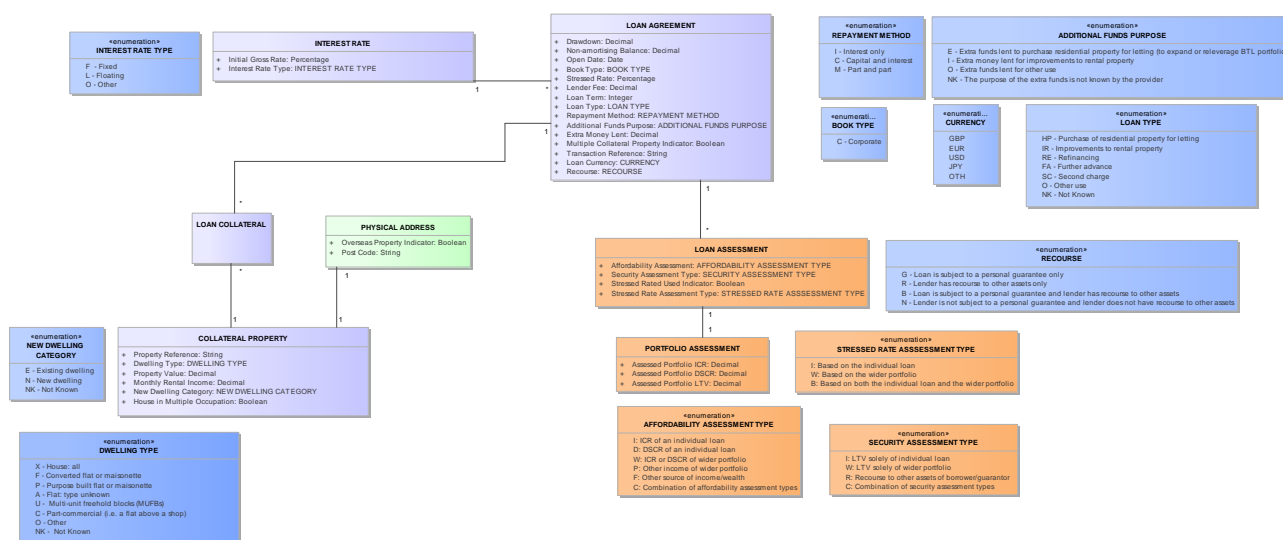 «enumeration»
INTEREST RATE TYPE
F - Fixed
L - Floating
O - Other
INTEREST RATE
+ Initial Gross Rate: Percentage
+ Interest Rate Type: INTEREST RATE TYPE
1
*
LOAN AGREEMENT
+ Drawdown: Decimal
+ Non-amortising Balance: Decimal
+ Open Date: Date
+ Book Type: BOOK TYPE
+ Stressed Rate: Percentage
+ Lender Fee: Decimal
+ Loan Term: Integer
+ Loan Type: LOAN TYPE
+ Repayment Method: REPAYMENT METHOD
+ Additional Funds Purpose: ADDITIONAL FUNDS PURPOSE
+ Extra Money Lent: Decimal
+ Multiple Collateral Property Indicator: Boolean
+ Transaction Reference: String
+ Loan Currency: CURRENCY
+ Recourse: RECOURSE
1
1
*
*
«enumeration»
REPAYMENT METHOD
I - Interest only
C - Capital and interest
M - Part and part
«enumeration»
ADDITIONAL FUNDS PURPOSE
E - Extra funds lent to purchase residential property for letting (to expand or releverage BTL portfolio
I - Extra money lent for improvements to rental property
O - Extra funds lent for other use
NK - The purpose of the extra funds is not known by the provider
«enumerati...
BOOK TYPE
C - Corporate
«enumerati...
CURRENCY
GBP
EUR
USD
JPY
OTH
«enumeration»
LOAN TYPE
HP - Purchase of residential property for letting
IR - Improvements to rental property
RE - Refinancing
FA - Further advance
SC - Second charge
O - Other use
NK - Not Known
LOAN COLLATERAL
*
1
PHYSICAL ADDRESS
+ Overseas Property Indicator: Boolean
+ Post Code: String
1
1
LOAN ASSESSMENT
+ Affordability Assessment: AFFORDABILITY ASSESSMENT TYPE
+ Security Assessment Type: SECURITY ASSESSMENT TYPE
+ Stressed Rated Used Indicator: Boolean
+ Stressed Rate Assessment Type: STRESSED RATE ASSSESSMENT TYPE
1
1
«enumeration»
RECOURSE
G - Loan is subject to a personal guarantee only
R - Lender has recourse to other assets only
B - Loan is subject to a personal guarantee and lender has recourse to other assets
N - Lender is not subject to a personal guarantee and lender does not have recourse to other assets
«enumeration»
NEW DWELLING
CATEGORY
E - Existing dwelling
N - New dwelling
NK - Not Known
COLLATERAL PROPERTY
+ Property Reference: String
+ Dwelling Type: DWELLING TYPE
+ Property Value: Decimal
+ Monthly Rental Income: Decimal
+ New Dwelling Category: NEW DWELLING CATEGORY
+ House in Multiple Occupation: Boolean
PORTFOLIO ASSESSMENT
+ Assessed Portfolio ICR: Decimal
+ Assessed Portfolio DSCR: Decimal
+ Assessed Portfolio LTV: Decimal
«enumeration»
STRESSED RATE ASSSESSMENT TYPE
I: Based on the individual loan
W: Based on the wider portfolio
B: Based on both the individual loan and the wider portfolio
«enumeration»
AFFORDABILITY ASSESSMENT TYPE
I: ICR of an individual loan
D: DSCR of an individual loan
W: ICR or DSCR of wider portfolio
P: Other income of wider portfolio
F: Other source of income/wealth
C: Combination of affordability assessment types
«enumeration»
SECURITY ASSESSMENT TYPE
I: LTV solely of individual loan
W: LTV solely of wider portfolio
R: Recourse to other assets of borrower/guarantor
C: Combination of security assessment types
«enumeration»
DWELLING TYPE
X - House: all
F - Converted flat or maisonette
P - Purpose built flat or maisonette
A - Flat: type unknown
U - Multi-unit freehold blocks (MUFBs)
C - Part-commercial (i.e. a flat above a shop)
O - Other
NK - Not Known